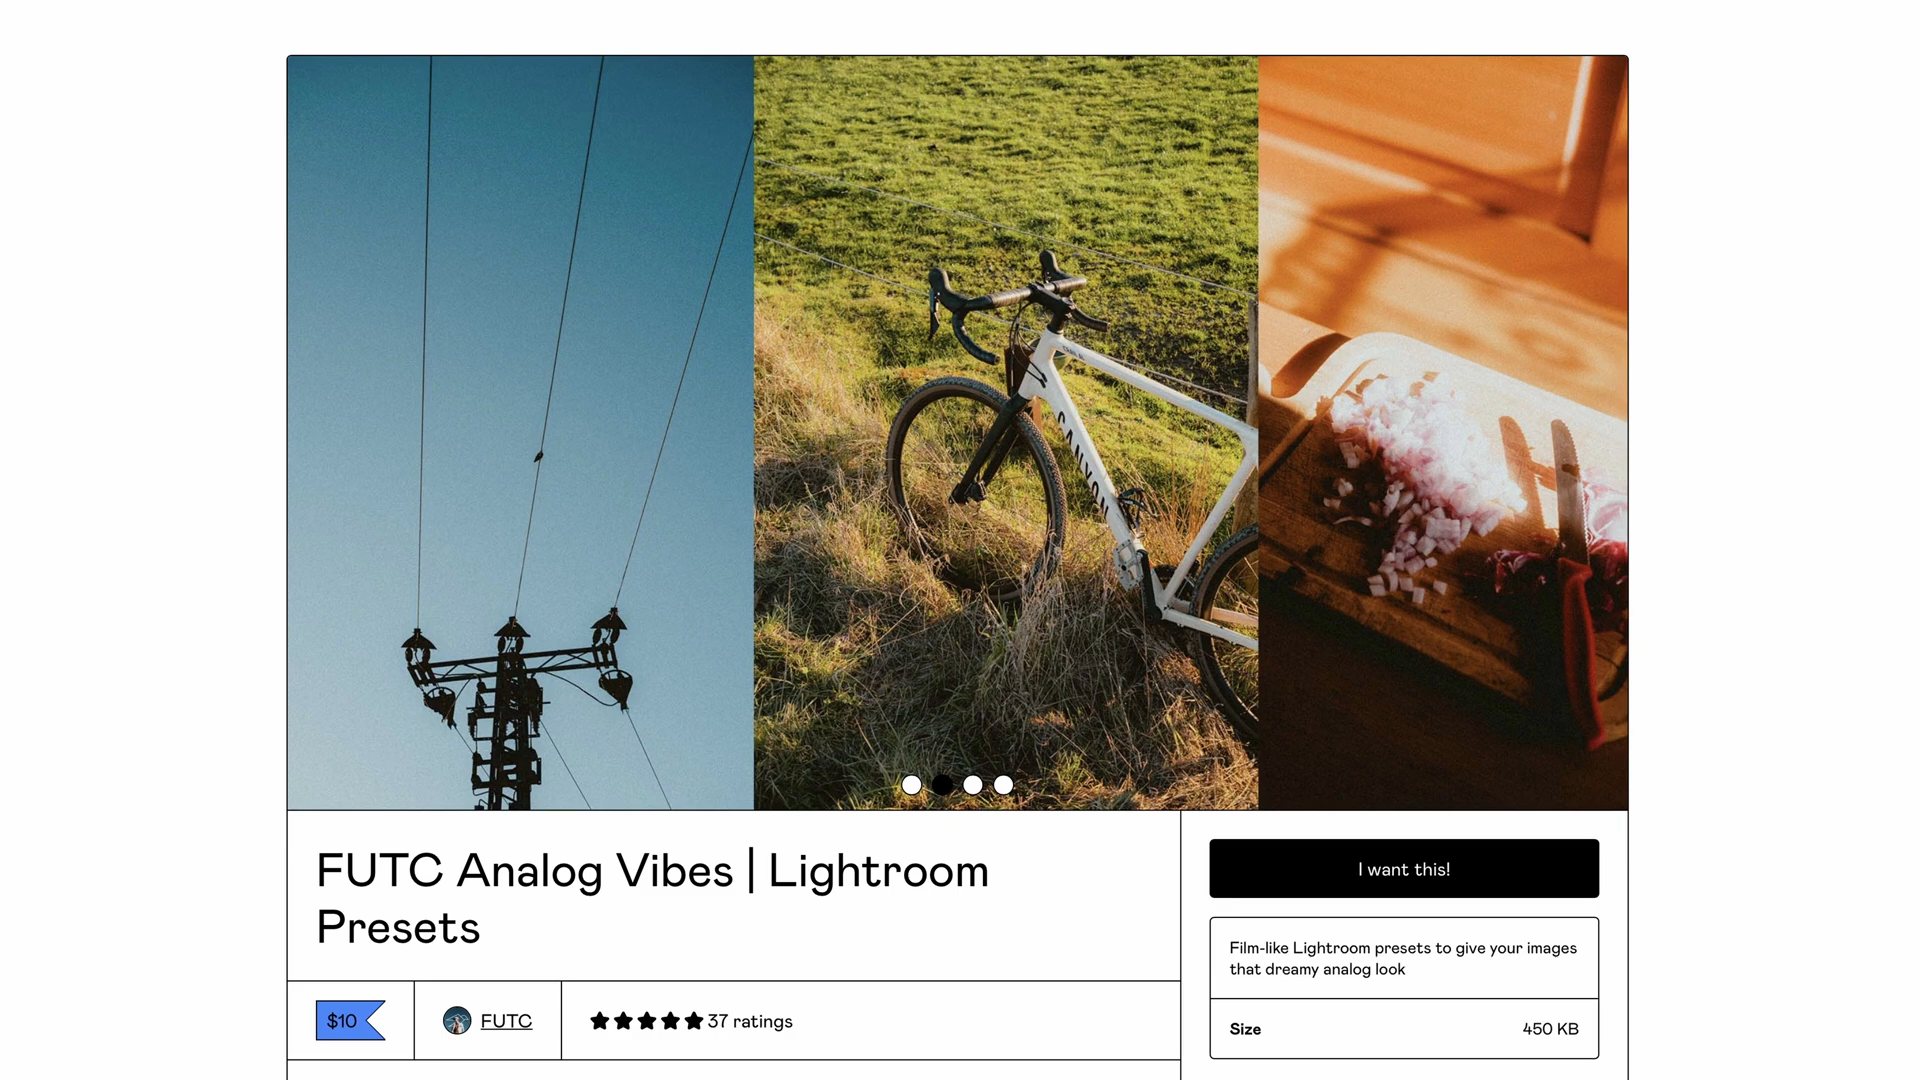 CANYON
FUTC Analog Vibes | Lightroom
Presets
$10
FUTC
37 ratings
I want this!
Film-like Lightroom presets to give your images
that dreamy analog look
Size
450 KB